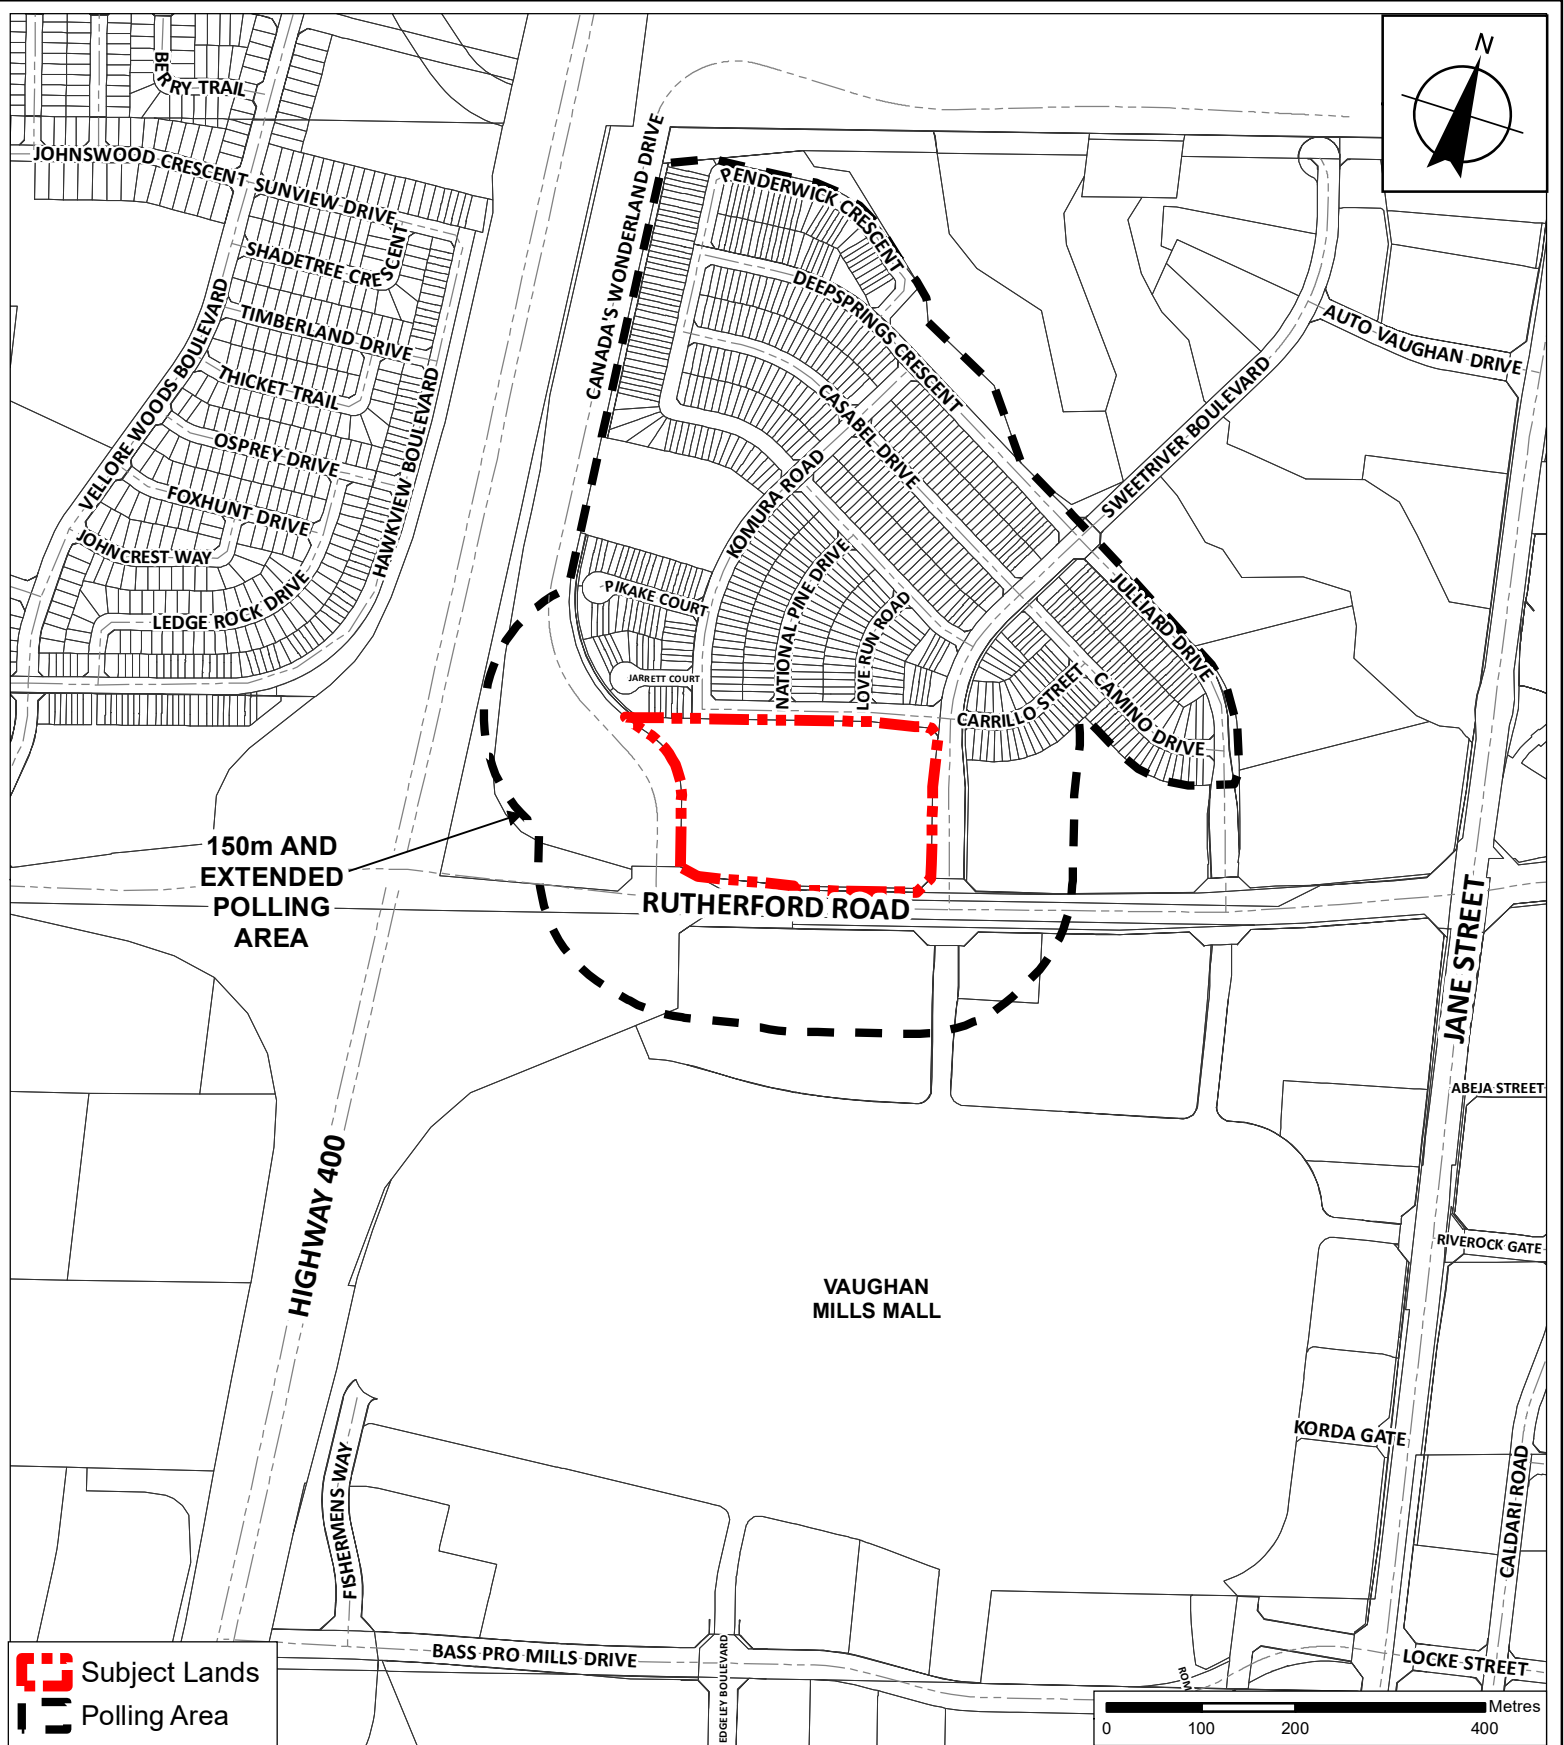 N
BERRY TRAIL
JOHNSWOOD CRESCENT
SUNVIEW DRIVE
SHADETREE CRESCENT
TIMBERLAND DRIVE
THICKET TRAIL
OSPREY DRIVE
FOXHUNT DRIVE
JOHNCREST WAY
LEDGE ROCK DRIVE
VELLORE WOODS BOULEVARD
HAWKVIEW BOULEVARD
CANADA'S WONDERLAND DRIVE
PENDERWICK CRESCENT
DEEPSPRINGS CRESCENT
CASABEL DRIVE
KOMURA ROAD
NATIONAL PINE DRIVE
LOVE RUN ROAD
PIKAKE COURT
JARRETT COURT
SWEETRIVER BOULEVARD
AUTO VAUGHAN DRIVE
JULLIARD DRIVE
CARRILLO STREET
CAMINO DRIVE
150m AND
EXTENDED
POLLING
AREA
RUTHERFORD ROAD
JANE STREET
ABEJA STREET
HIGHWAY 400
RIVEROCK GATE
VAUGHAN
MILLS MALL
KORDA GATE
CALDARI ROAD
FISHERMENS WAY
BASS PRO MILLS DRIVE
EDGELEY BOULEVARD
LOCKE STREET
ROM
Subject Lands
Polling Area
Metres
0 100 200 400